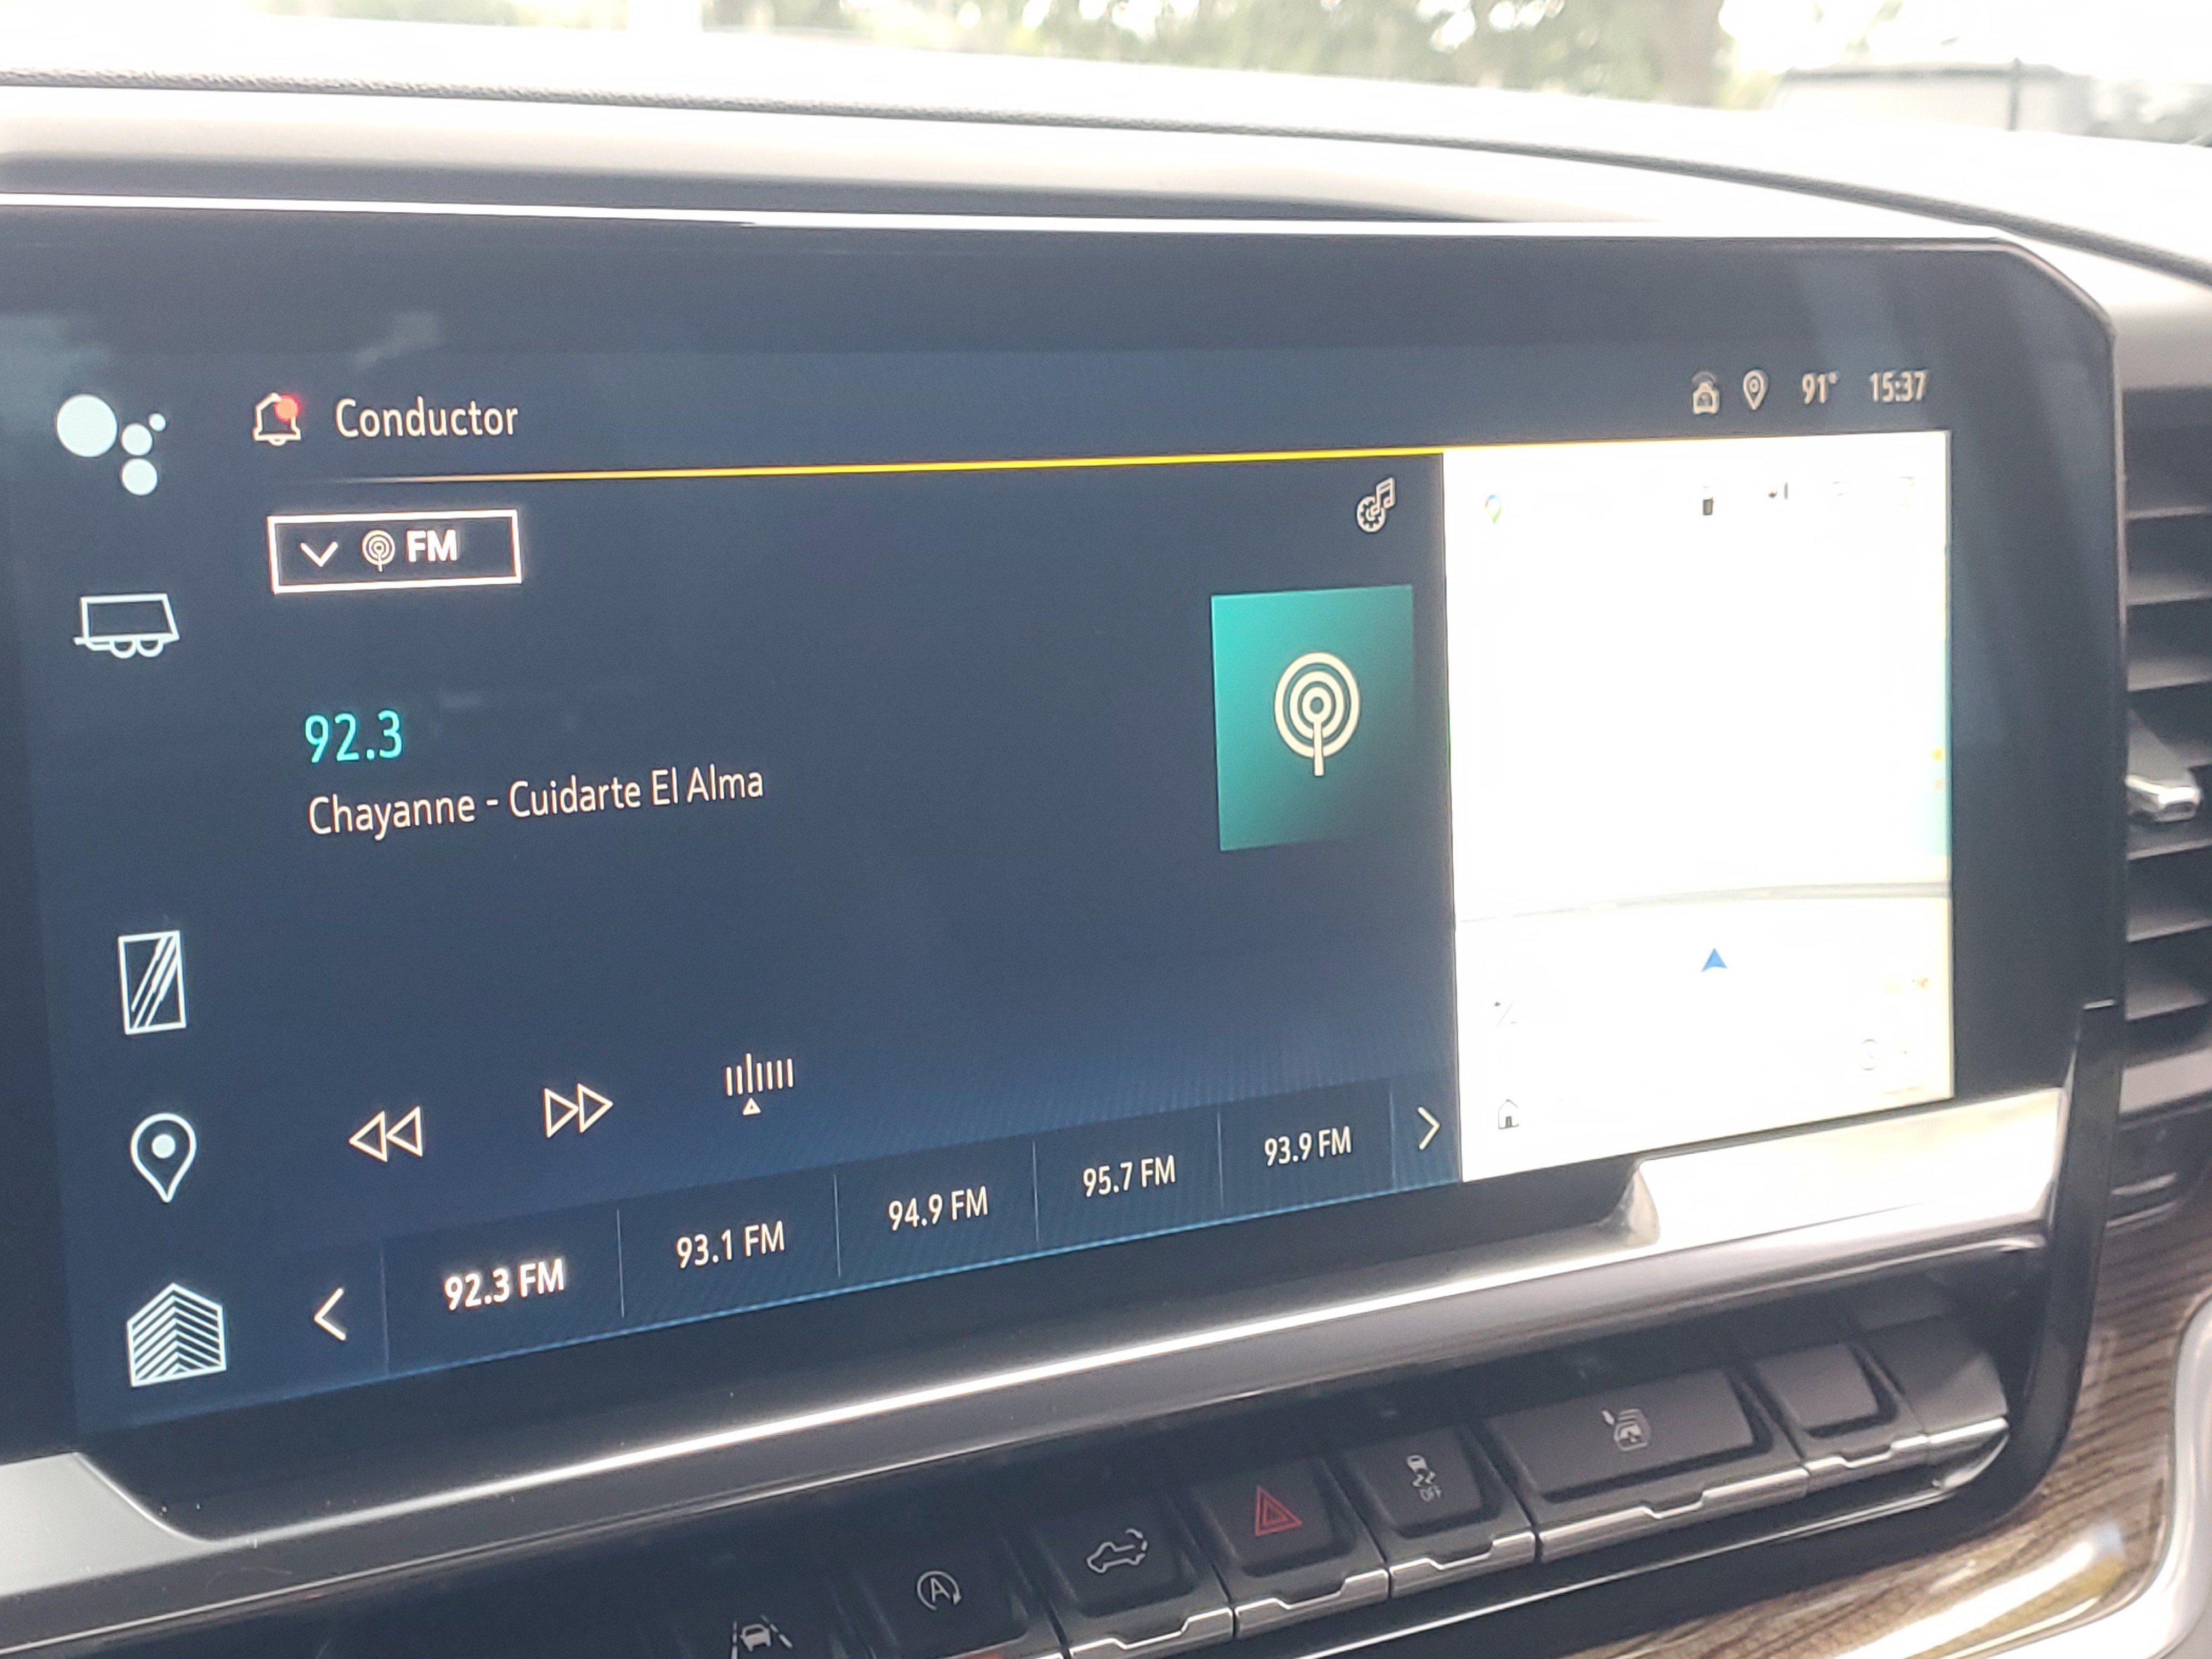 Conductor
91° 15:37
FM
92.3
Chayanne - Cuidarte El Alma
92.3 FM
93.1 FM
94.9 FM
95.7 FM
93.9 FM
OFF
A